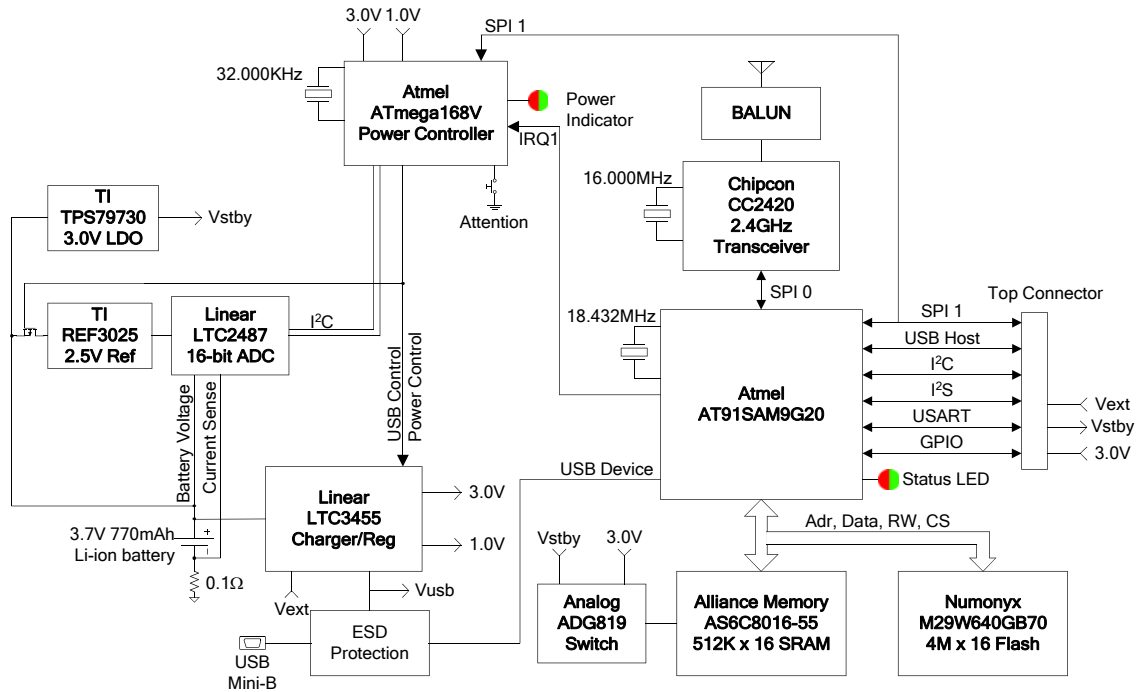 3.0V 1.0V
SPI 1
32.000KHz
Atmel
ATmega168V
Power Controller
Power
Indicator
IRQ1
Attention
BALUN
16.000MHz
Chipcon
CC2420
2.4GHz
Transceiver
SPI 0
TI
TPS79730
3.0V LDO
Vstby
TI
REF3025
2.5V Ref
Linear
LTC2487
16-bit ADC
I²C
USB Control
Power Control
Battery Voltage
Current Sense
18.432MHz
Atmel
AT91SAM9G20
Top Connector
SPI 1
USB Host
I²C
I²S
USART
GPIO
Vext
Vstby
3.0V
Status LED
USB Device
Linear
LTC3455
Charger/Reg
3.0V
1.0V
3.7V 770mAh
Li-ion battery
+
-
0.1Ω
Vext
Vusb
ESD
Protection
USB
Mini-B
Vstby
3.0V
Analog
ADG819
Switch
Adr, Data, RW, CS
Alliance Memory
AS6C8016-55
512K x 16 SRAM
Numonyx
M29W640GB70
4M x 16 Flash